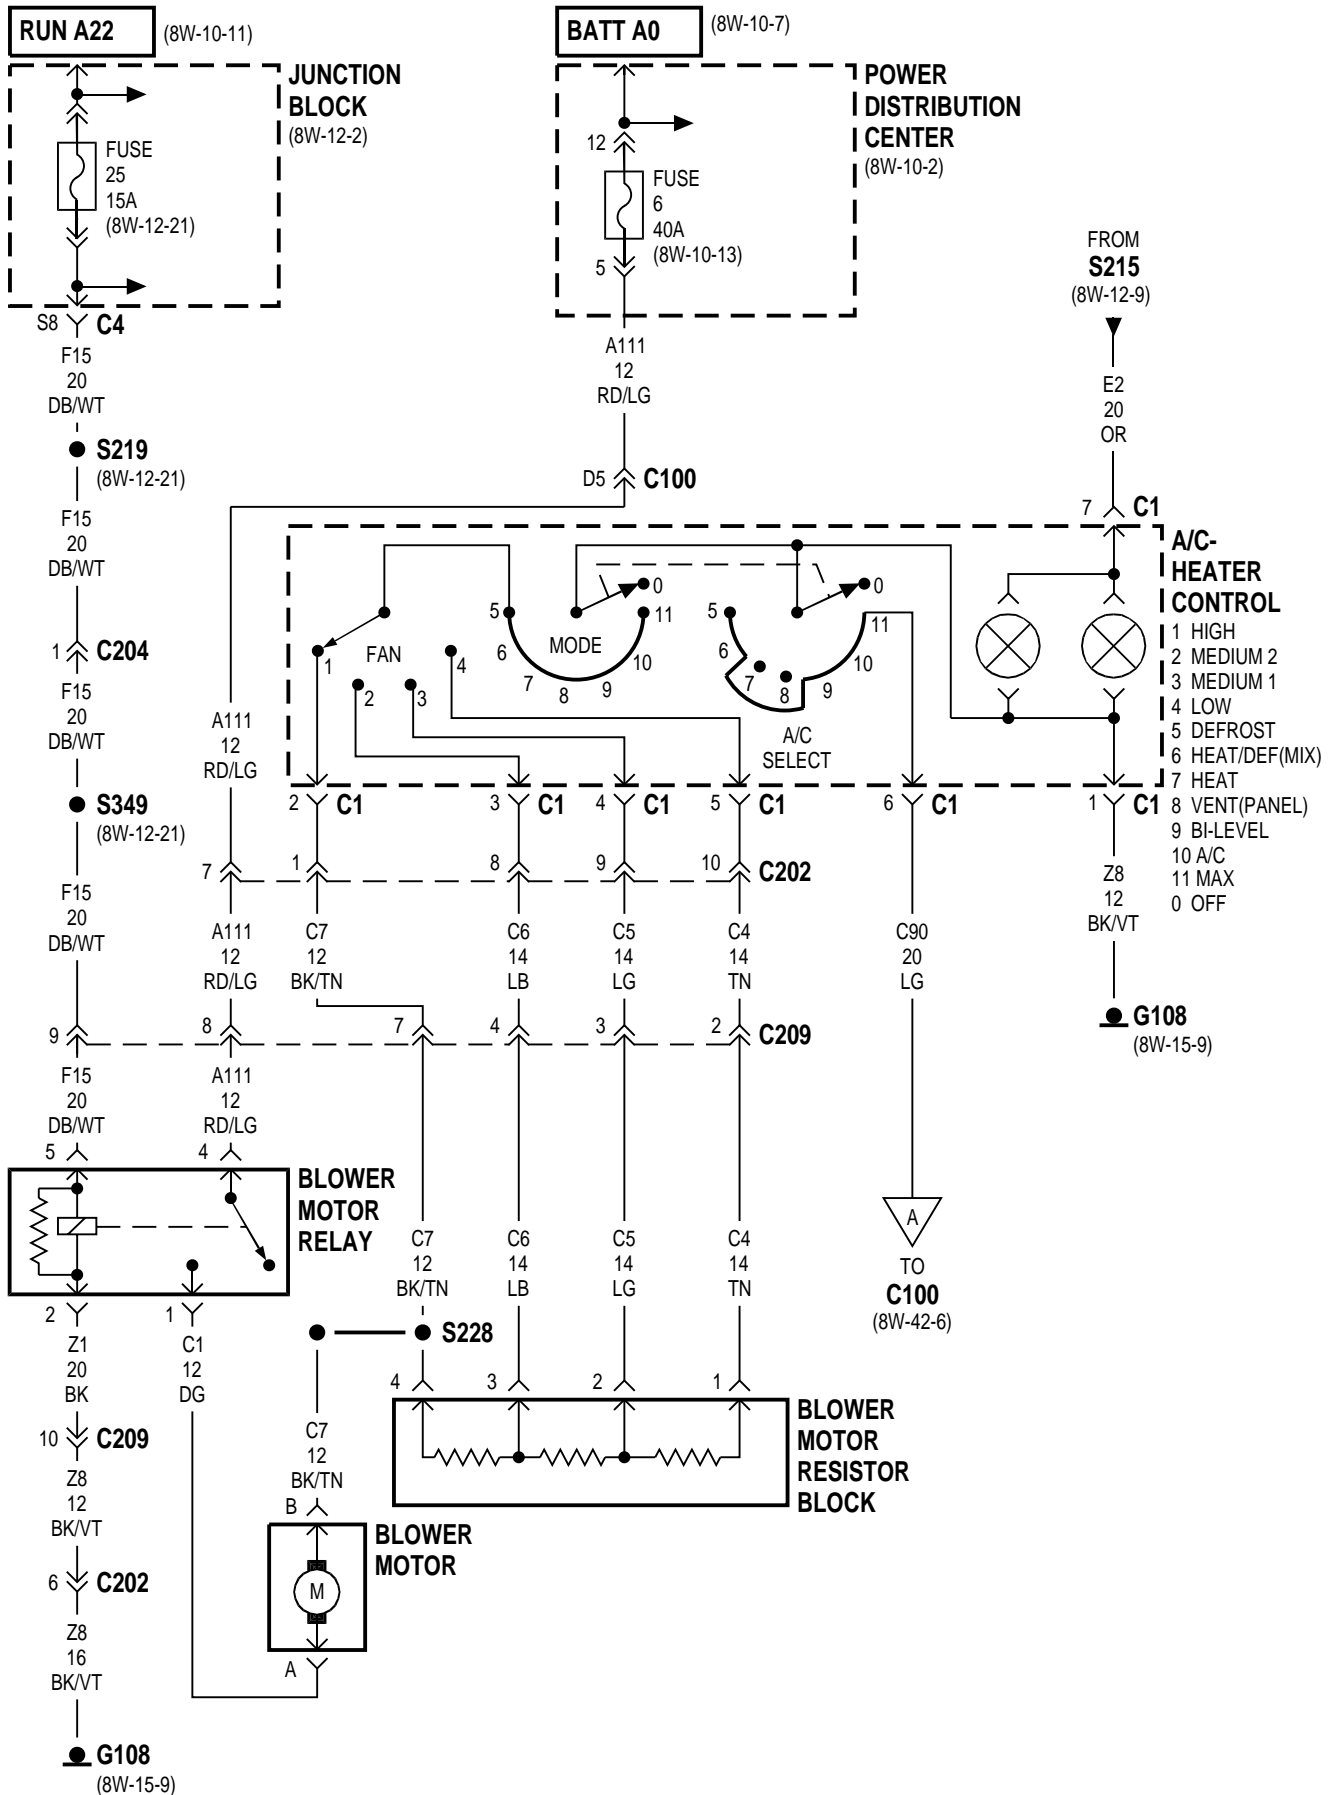 RUN A22
(8W-10-11)
BATT A0
(8W-10-7)
JUNCTION
BLOCK
(8W-12-2)
FUSE
25
15A
(8W-12-21)
POWER
DISTRIBUTION
CENTER
(8W-10-2)
12
FUSE
6
40A
(8W-10-13)
5
FROM
S215
(8W-12-9)
S8
C4
F15
20
DB/WT
A111
12
RD/LG
E2
20
OR
S219
(8W-12-21)
D5
C100
7
C1
F15
20
DB/WT
A/C-
HEATER
CONTROL
1 HIGH
2 MEDIUM 2
3 MEDIUM 1
4 LOW
5 DEFROST
6 HEAT/DEF(MIX)
7 HEAT
8 VENT(PANEL)
9 BI-LEVEL
10 A/C
11 MAX
0 OFF
1
FAN
2
3
4
0
5
MODE
11
6
10
7
8
9
0
5
11
6
10
7
8
9
A/C
SELECT
1
C204
F15
20
DB/WT
A111
12
RD/LG
S349
(8W-12-21)
2
C1
3
C1
4
C1
5
C1
6
C1
1
C1
7
1
8
9
10
C202
Z8
12
BK/VT
F15
20
DB/WT
A111
12
RD/LG
C7
12
BK/TN
C6
14
LB
C5
14
LG
C4
14
TN
C90
20
LG
G108
(8W-15-9)
9
8
7
4
3
2
C209
F15
20
DB/WT
A111
12
RD/LG
5
4
BLOWER
MOTOR
RELAY
C7
12
BK/TN
C6
14
LB
C5
14
LG
C4
14
TN
A
TO
C100
(8W-42-6)
2
1
Z1
20
BK
C1
12
DG
S228
4
3
2
1
BLOWER
MOTOR
RESISTOR
BLOCK
C7
12
BK/TN
10
C209
Z8
12
BK/VT
B
BLOWER
MOTOR
M
A
6
C202
Z8
16
BK/VT
G108
(8W-15-9)